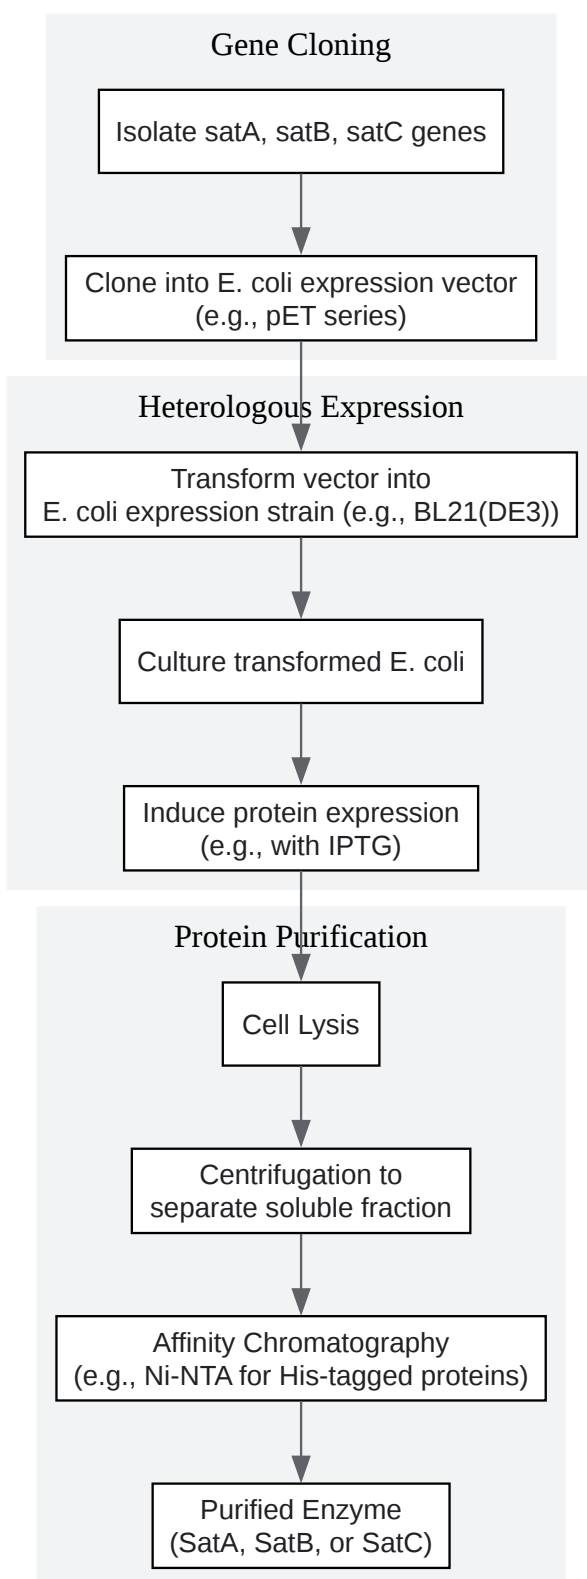 Gene Cloning
Isolate satA, satB, satC genes
Clone into E. coli expression vector
(e.g., pET series)
Heterologous Expression
Transform vector into
E. coli expression strain (e.g., BL21(DE3))
Culture transformed E. coli
Induce protein expression
(e.g., with IPTG)
Protein Purification
Cell Lysis
Centrifugation to
separate soluble fraction
Affinity Chromatography
(e.g., Ni-NTA for His-tagged proteins)
Purified Enzyme
(SatA, SatB, or SatC)